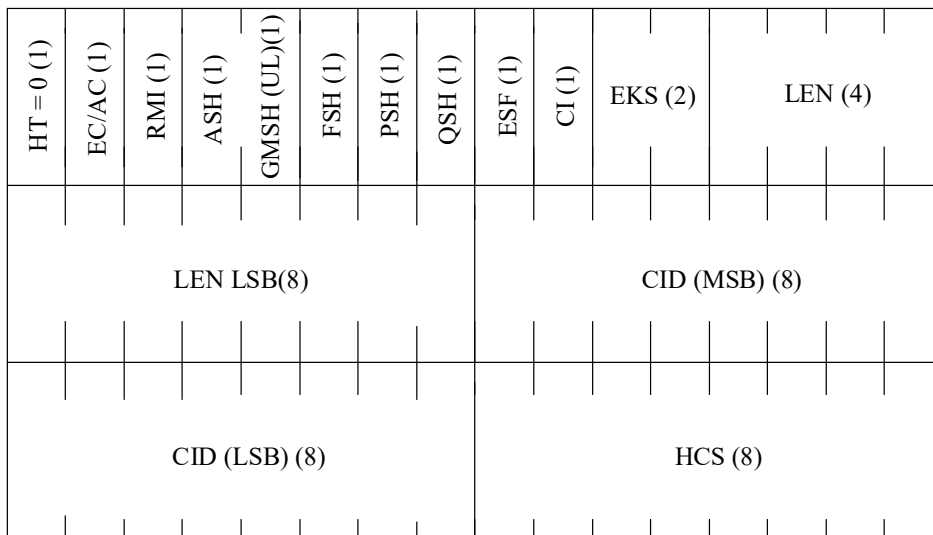 HT = 0 (1)
EC/AC (1)
RMI (1)
ASH (1)
GMSH (UL)(1)
FSH (1)
PSH (1)
QSH (1)
ESF (1)
CI (1)
EKS (2)
LEN (4)
LEN LSB(8)
CID (MSB) (8)
CID (LSB) (8)
HCS (8)